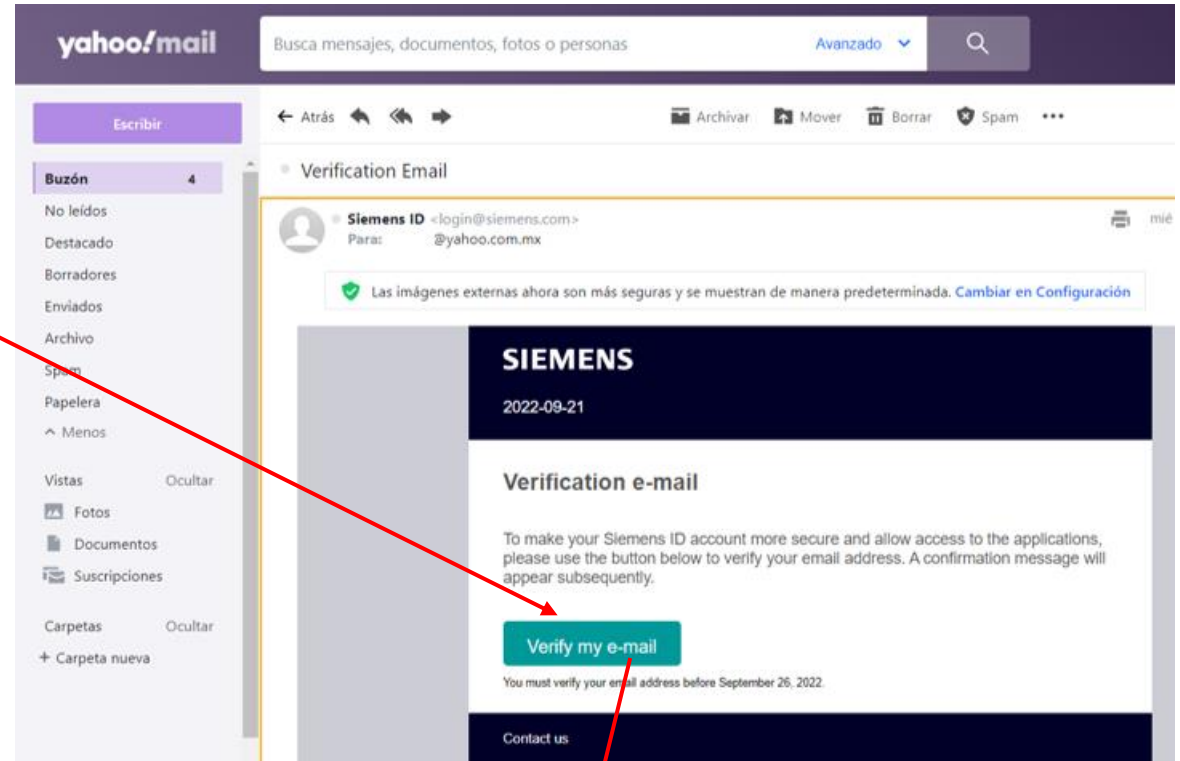 yahoo!mail
Busca mensajes, documentos, fotos o personas
Avanzado
Escribir
Atrás
Archivar
Mover
Borrar
Spam
Buzón 4
No leídos
Destacado
Borradores
Enviados
Archivo
Spam
Papelera
Menos
Vistas Ocultar
Fotos
Documentos
Suscripciones
Carpetas Ocultar
+ Carpeta nueva
Verification Email
Siemens ID <login@siemens.com>
mié
Para: @yahoo.com.mx
Las imágenes externas ahora son más seguras y se muestran de manera predeterminada. Cambiar en Configuración
SIEMENS
2022-09-21
Verification e-mail
To make your Siemens ID account more secure and allow access to the applications,
please use the button below to verify your email address. A confirmation message will
appear subsequently.
Verify my e-mail
You must verify your email address before September 26, 2022.
Contact us